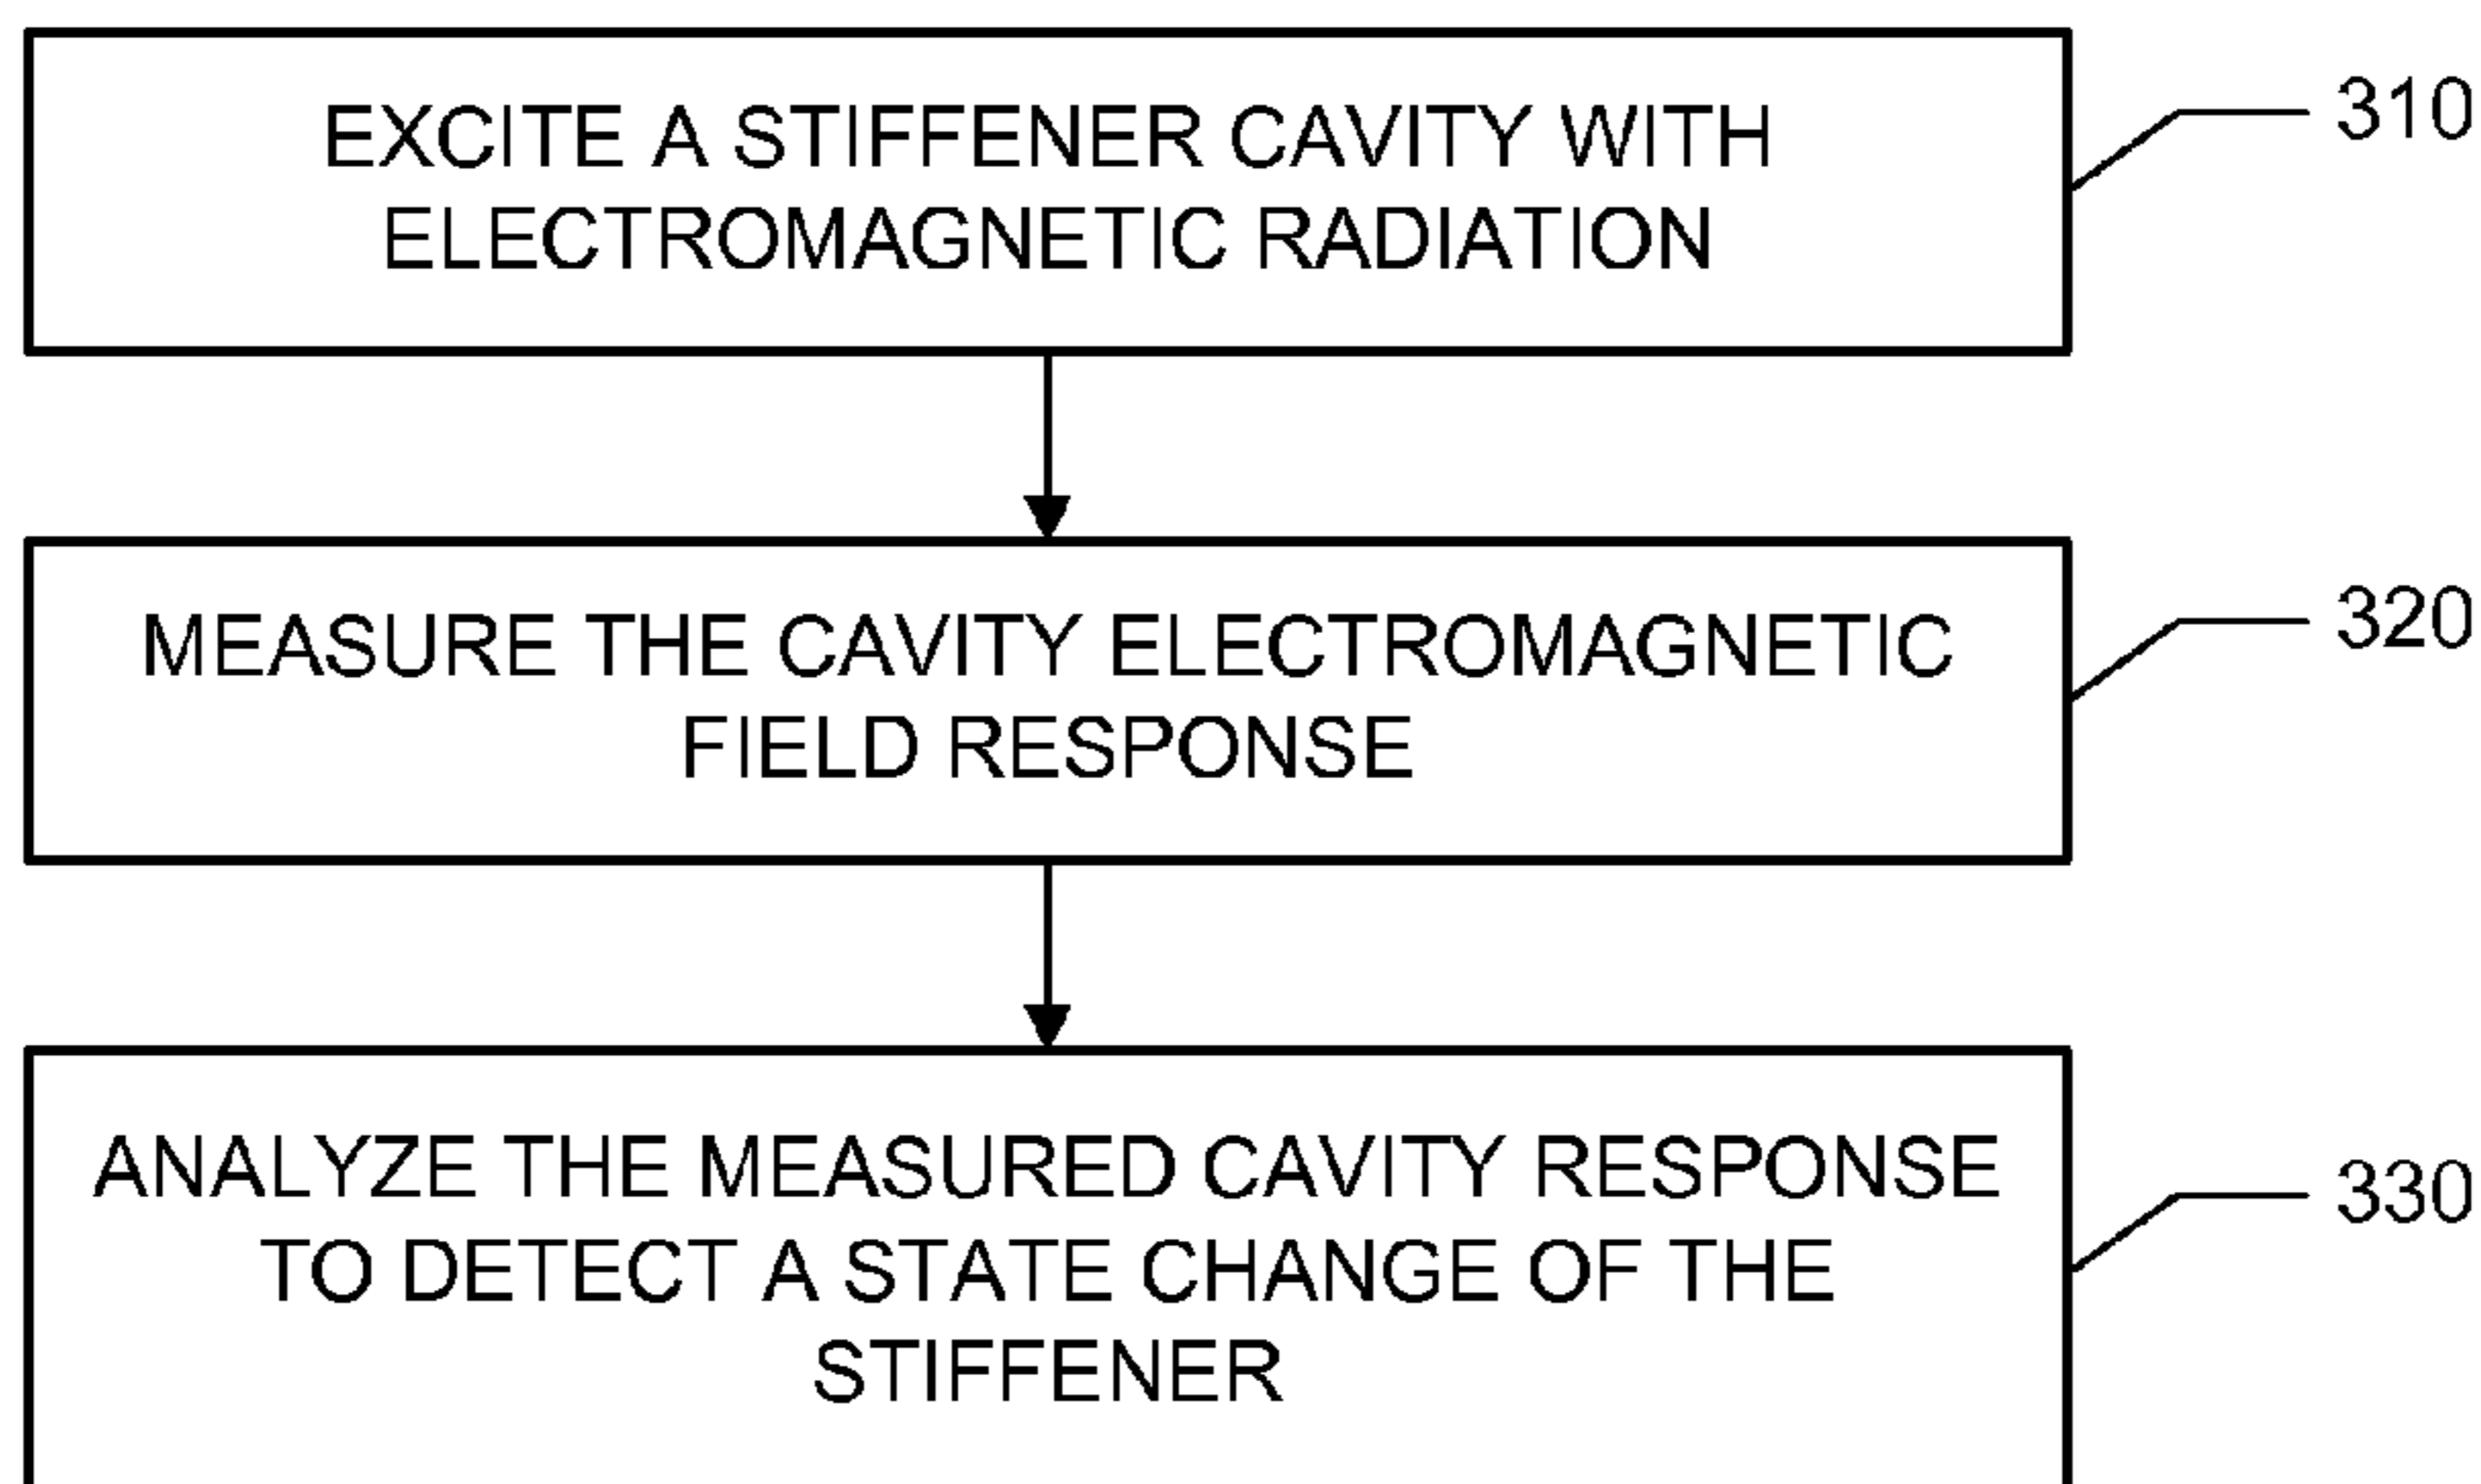 EXCITE A STIFFENER CAVITY WITH
ELECTROMAGNETIC RADIATION
310
MEASURE THE CAVITY ELECTROMAGNETIC
FIELD RESPONSE
320
ANALYZE THE MEASURED CAVITY RESPONSE
TO DETECT A STATE CHANGE OF THE
STIFFENER
330